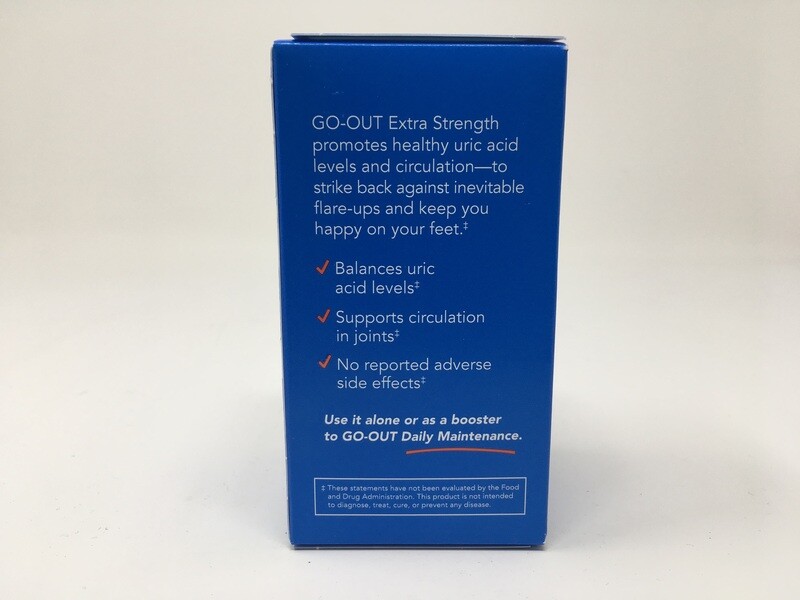 GO-OUT Extra Strength
promotes healthy uric acid
levels and circulation—to
strike back against inevitable
flare-ups and keep you
happy on your feet.‡
✓ Balances uric
acid levels‡
✓ Supports circulation
in joints‡
✓ No reported adverse
side effects‡
Use it alone or as a booster
to GO-OUT Daily Maintenance.
‡ These statements have not been evaluated by the Food
and Drug Administration. This product is not intended
to diagnose, treat, cure, or prevent any disease.